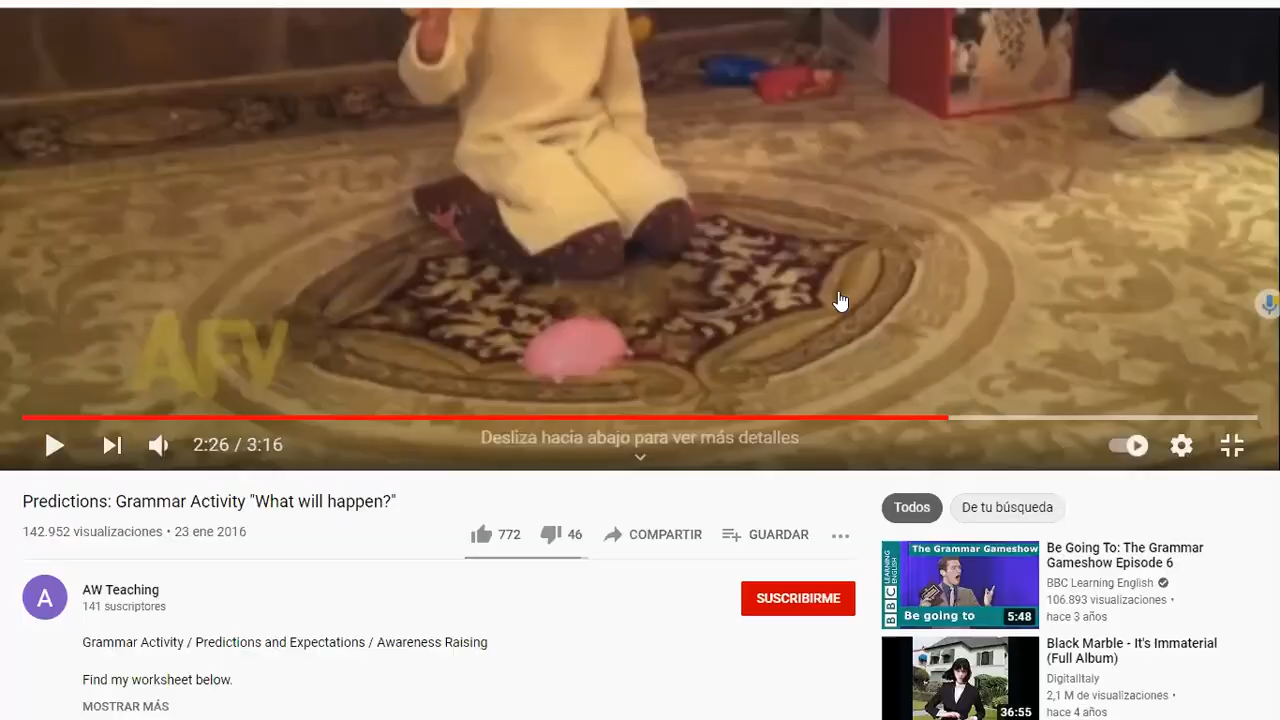 AFV
2:26 / 3:16
Desliza hacia abajo para ver más detalles
Predictions: Grammar Activity "What will happen?"
142.952 visualizaciones • 23 ene 2016
772
46
COMPARTIR
GUARDAR
A
AW Teaching
141 suscriptores
SUSCRIBIRME
Grammar Activity / Predictions and Expectations / Awareness Raising
Find my worksheet below.
MOSTRAR MÁS
Todos
De tu búsqueda
The Grammar Gameshow
BBC LEARNING ENGLISH
Be going to
5:48
Be Going To: The Grammar
Gameshow Episode 6
BBC Learning English
106.893 visualizaciones •
hace 3 años
36:55
Black Marble - It's Immaterial
(Full Album)
DigitalItaly
2,1 M de visualizaciones •
hace 4 años